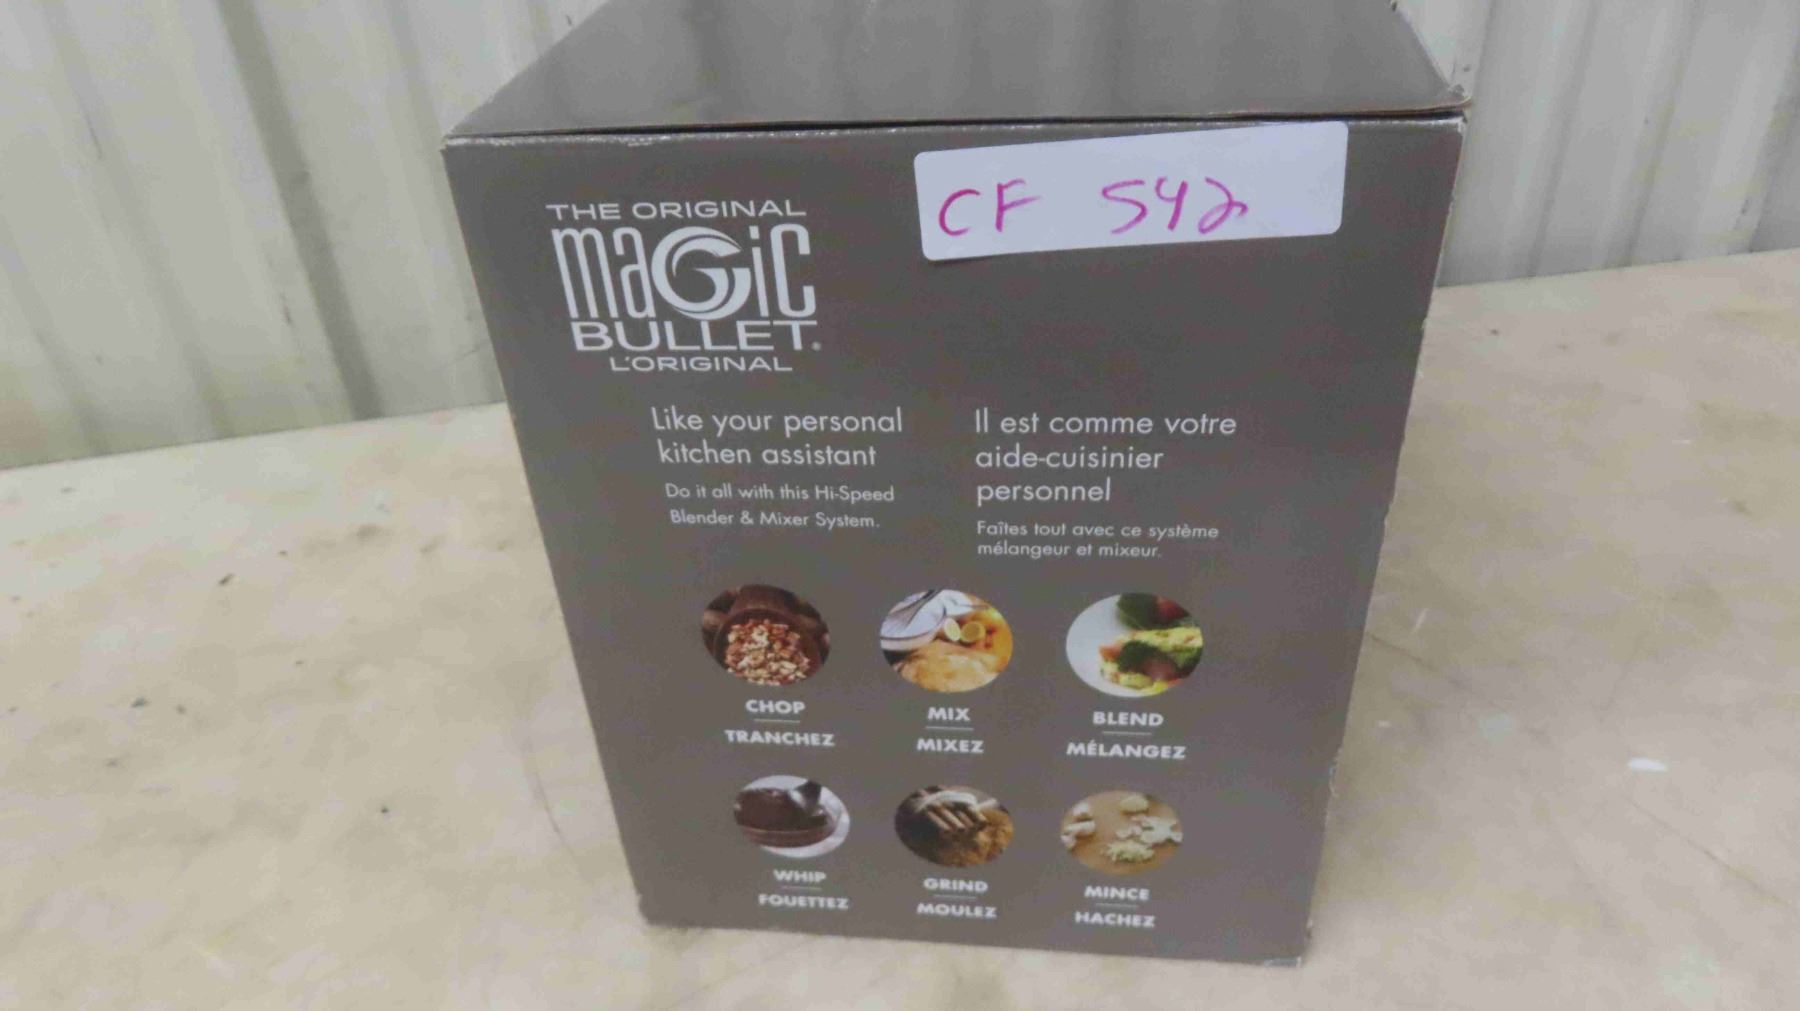 CF 542
THE ORIGINAL
maGiC
BULLET®
L'ORIGINAL
Like your personal
kitchen assistant
Do it all with this Hi-Speed
Blender & Mixer System.
Il est comme votre
aide-cuisinier
personnel
Faîtes tout avec ce système
mélangeur et mixeur.
CHOP
TRANCHEZ
MIX
MIXEZ
BLEND
MÉLANGEZ
WHIP
FOUETTEZ
GRIND
MOULEZ
MINCE
HACHEZ